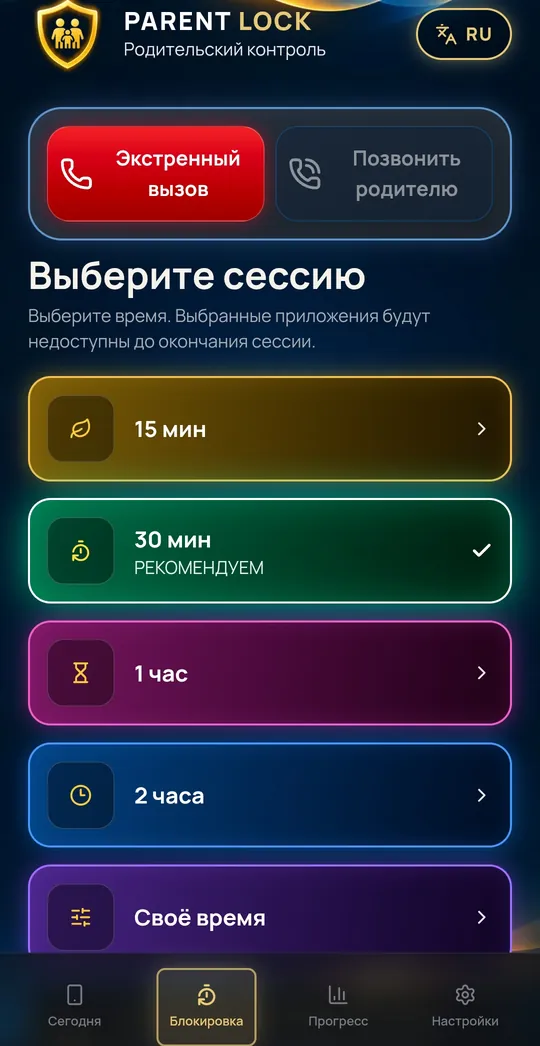 PARENT LOCK
Родительский контроль
RU
Экстренный
вызов
Позвонить
родителю
Выберите сессию
Выберите время. Выбранные приложения будут
недоступны до окончания сессии.
15 мин
30 мин
РЕКОМЕНДУЕМ
1 час
2 часа
Своё время
Сегодня
Блокировка
Прогресс
Настройки